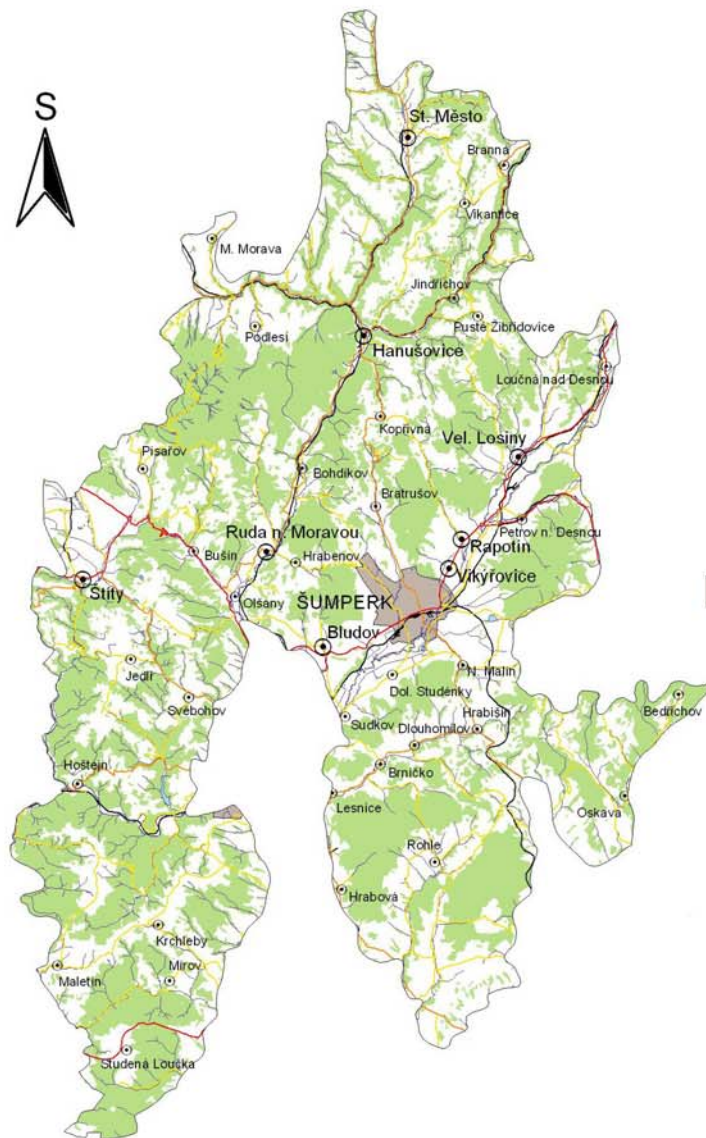 S
St. Město
Branná
Vikantice
M. Morava
Jindřichov
Pusté Žibřidovice
Podlesí
Hanušovice
Loučná nad Desnou
Kopřivná
Vel. Losiny
Písařov
Bohdíkov
Bratrušov
Petrov n. Desnou
Ruda n. Moravou
Rapotín
Bušín
Hrabenov
Vikýřovice
Štíty
Olšany
ŠUMPERK
Bludov
Jedlí
N. Malín
Dol. Studénky
Svébohov
Bedřichov
Sudkov
Hrabišín
Dlouhomilov
Hoštejn
Brníčko
Lesnice
Oskava
Rohle
Hrabová
Krchleby
Maletín
Mírov
Studená Loučka